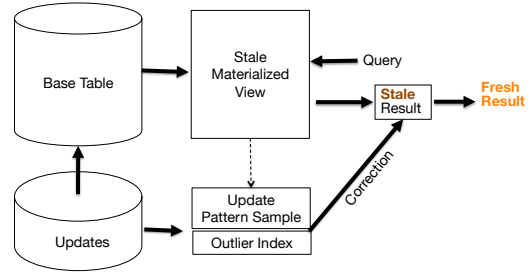 Base Table
Stale
Materialized
View
Query
Stale
Result
Fresh
Result
Correction
Updates
Update
Pattern Sample
Outlier Index